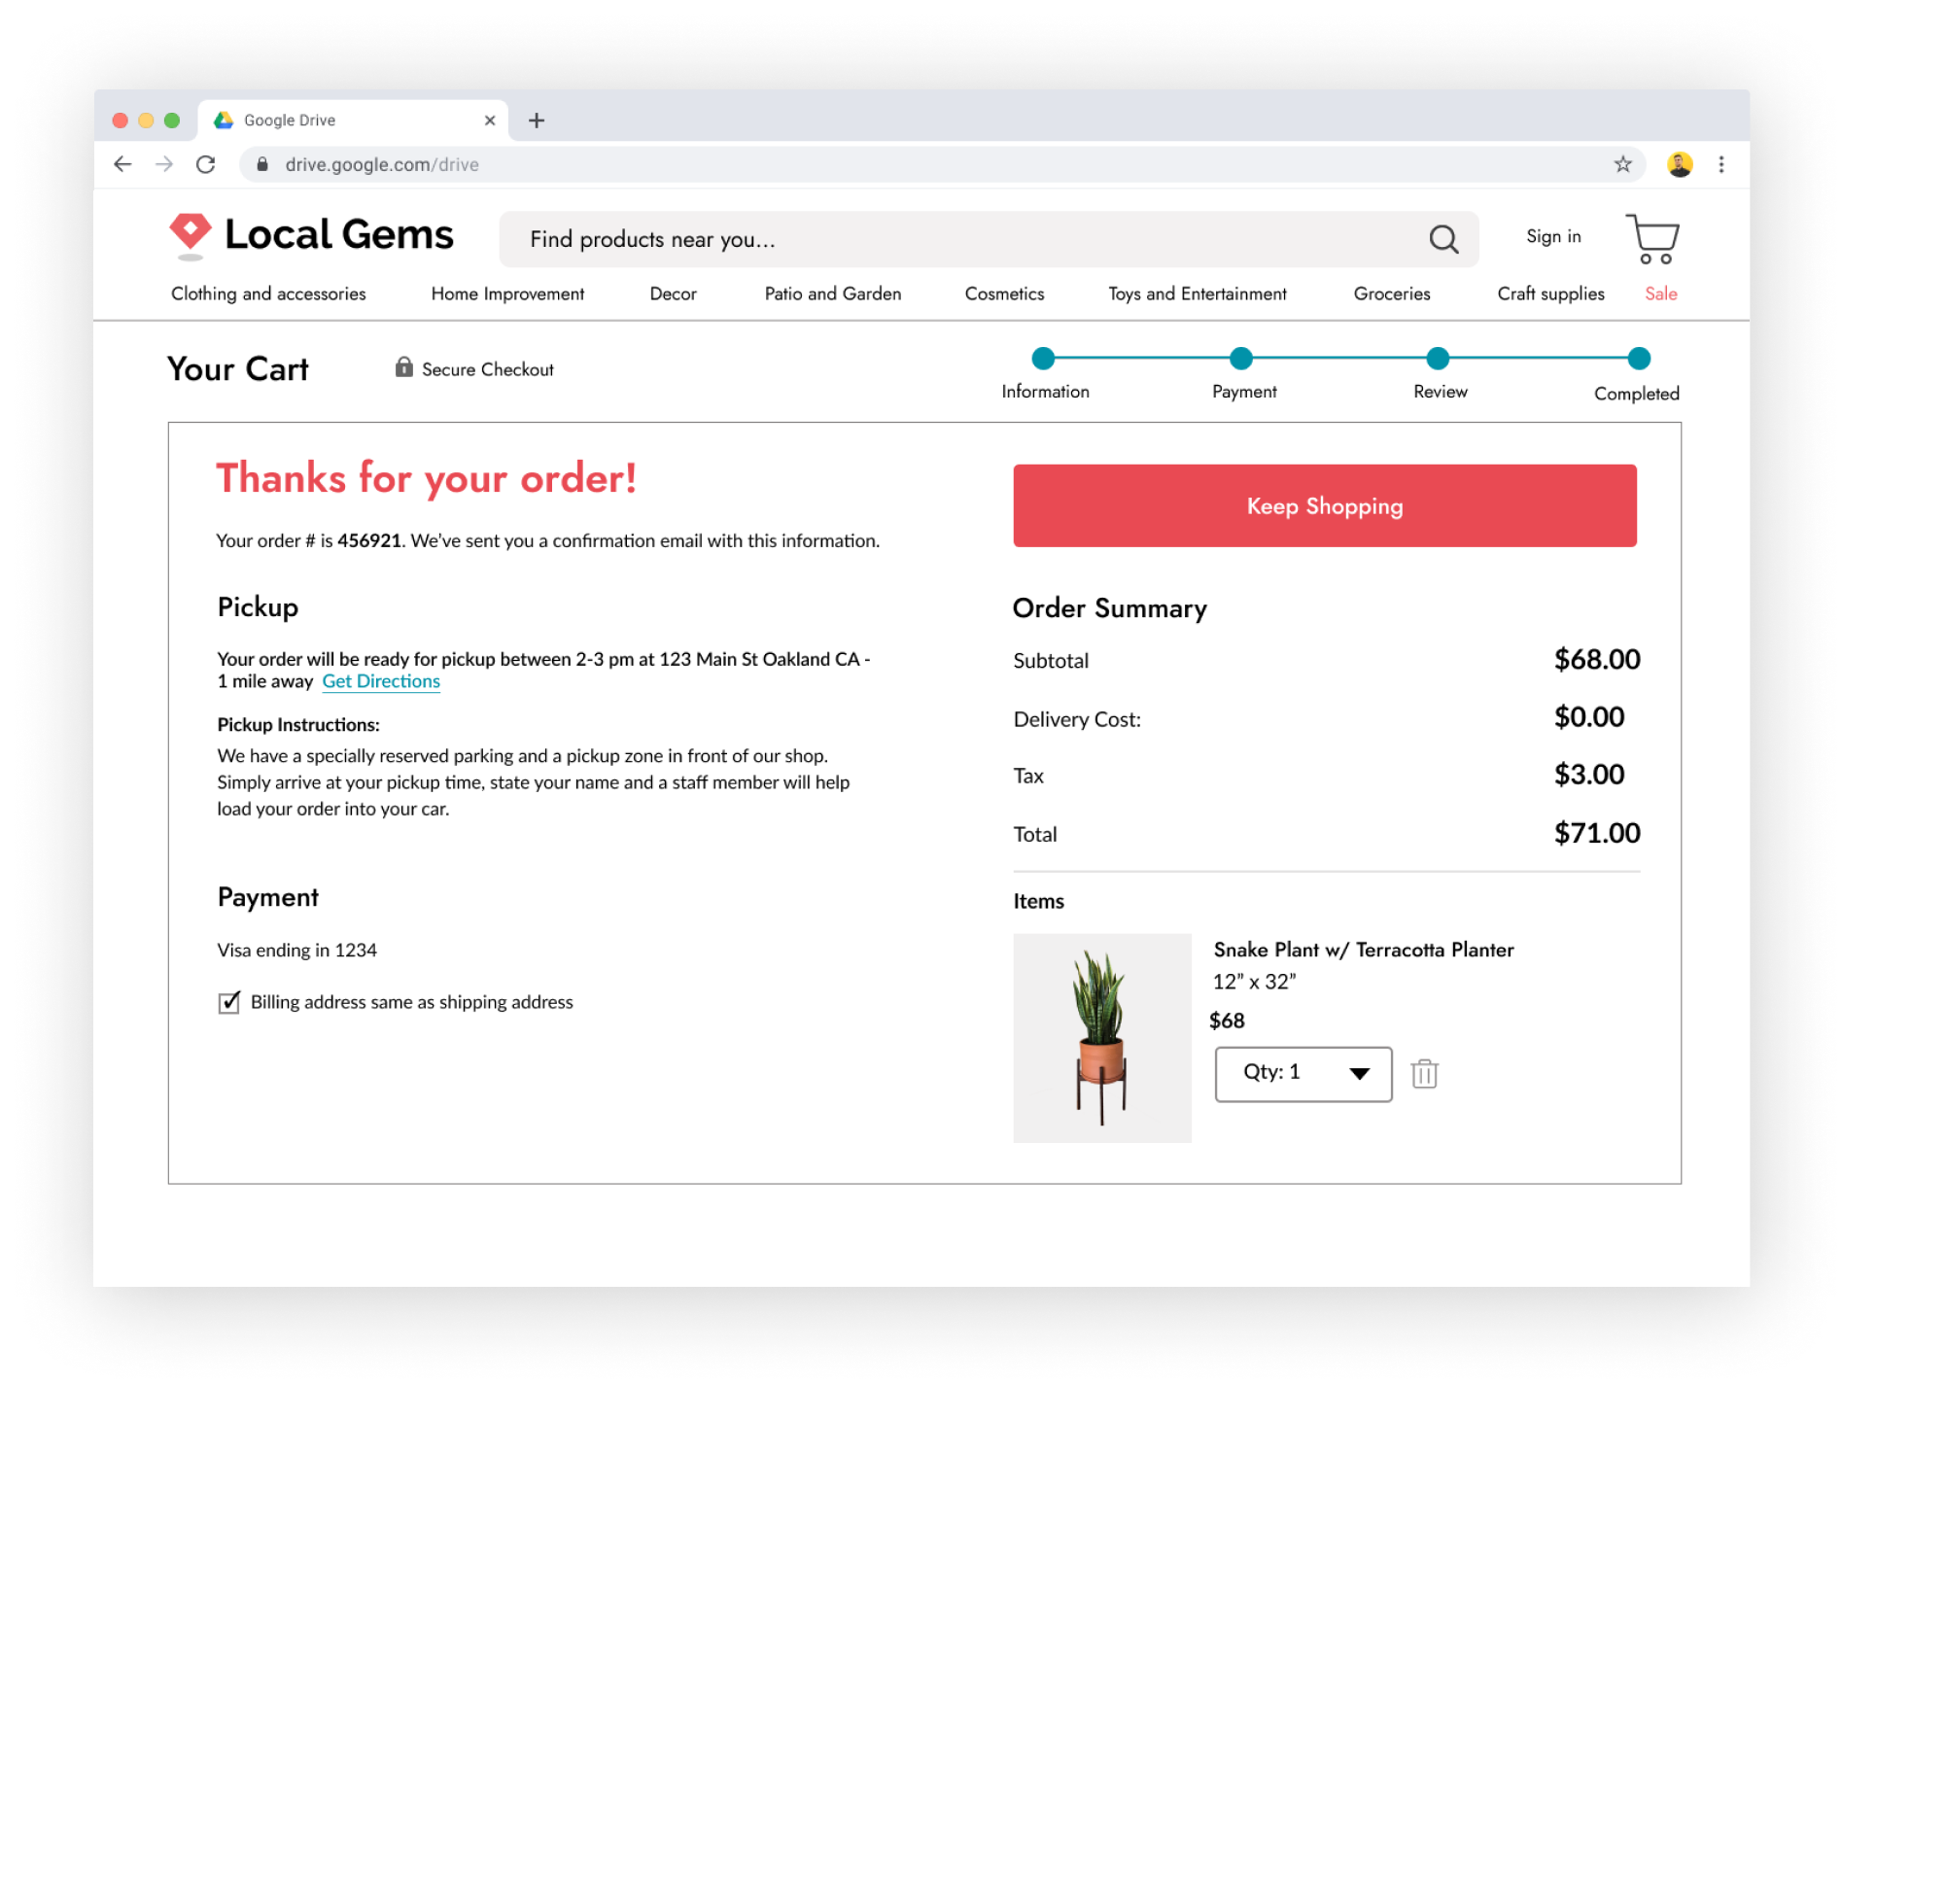 Google Drive
drive.google.com/drive
Local Gems
Find products near you...
Sign in
Clothing and accessories
Home Improvement
Decor
Patio and Garden
Cosmetics
Toys and Entertainment
Groceries
Craft supplies
Sale
Your Cart
Secure Checkout
Information
Payment
Review
Completed
Thanks for your order!
Your order # is 456921. We've sent you a confirmation email with this information.
Pickup
Your order will be ready for pickup between 2-3 pm at 123 Main St Oakland CA -
1 mile away Get Directions
Pickup Instructions:
We have a specially reserved parking and a pickup zone in front of our shop.
Simply arrive at your pickup time, state your name and a staff member will help
load your order into your car.
Payment
Visa ending in 1234
Billing address same as shipping address
Keep Shopping
Order Summary
Subtotal $68.00
Delivery Cost: $0.00
Tax $3.00
Total $71.00
Items
Snake Plant w/ Terracotta Planter
12” x 32”
$68
Qty: 1